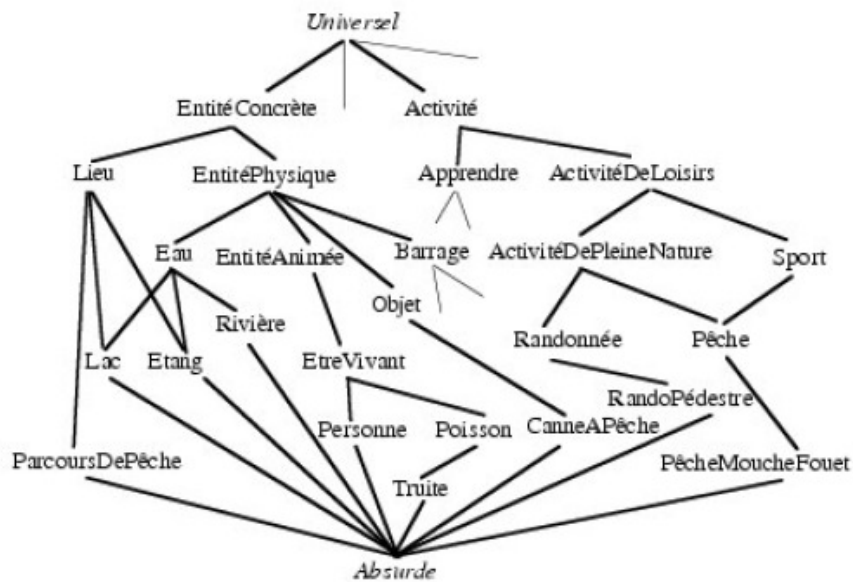 Universel
EntitéConcrète Activité
Lieu EntitéPhysique Apprendre ActivitéDeLoisirs
Eau EntitéAnimée Barrage ActivitéDePleineNature Sport
Objet
Rivière
Lac Etang EtreVivant Randonnée Pêche
RandoPédestre
Personne Poisson CanneAPêche
ParcoursDePêche PêcheMoucheFouet
Truite
Absurde